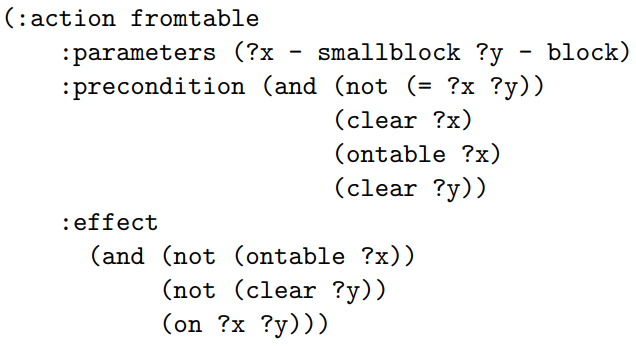 (:action fromtable
:parameters (?x - smallblock ?y - block)
:precondition (and (not (= ?x ?y))
(clear ?x)
(ontable ?x)
(clear ?y))
:effect
(and (not (ontable ?x))
(not (clear ?y))
(on ?x ?y)))